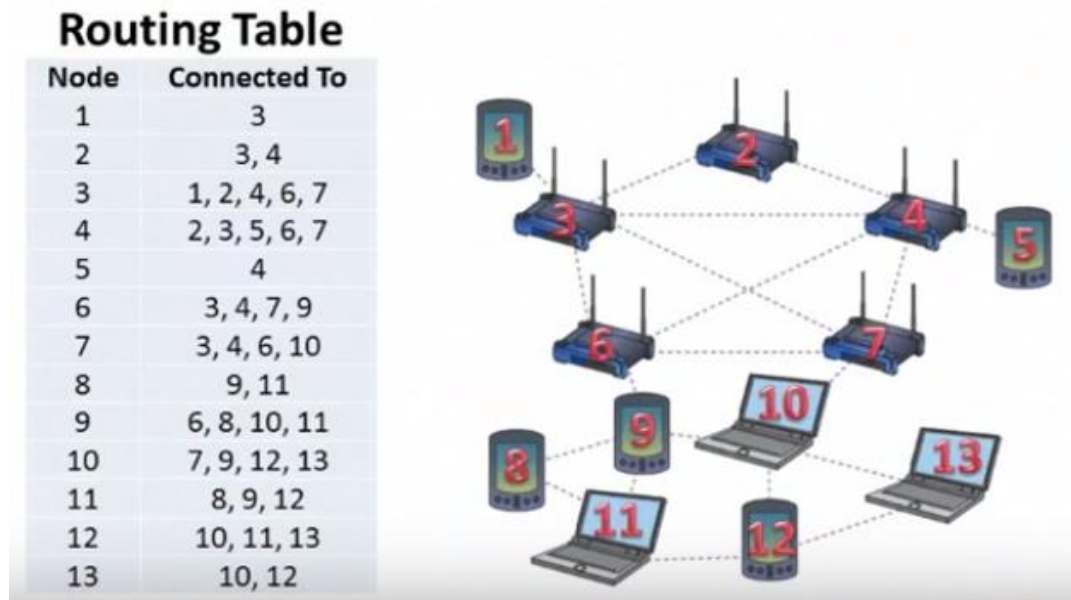 Routing Table
Node Connected To
1 3
2 3, 4
3 1, 2, 4, 6, 7
4 2, 3, 5, 6, 7
5 4
6 3, 4, 7, 9
7 3, 4, 6, 10
8 9, 11
9 6, 8, 10, 11
10 7, 9, 12, 13
11 8, 9, 12
12 10, 11, 13
13 10, 12
1
2
3
4
5
6
7
8
9
10
11
12
13